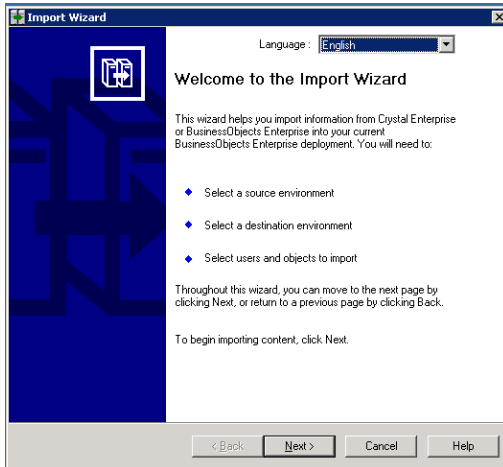 Import Wizard
Language : English
Welcome to the Import Wizard
This wizard helps you import information from Crystal Enterprise
or BusinessObjects Enterprise into your current
BusinessObjects Enterprise deployment. You will need to:
Select a source environment
Select a destination environment
Select users and objects to import
Throughout this wizard, you can move to the next page by
clicking Next, or return to a previous page by clicking Back.
To begin importing content, click Next.
< Back Next > Cancel Help